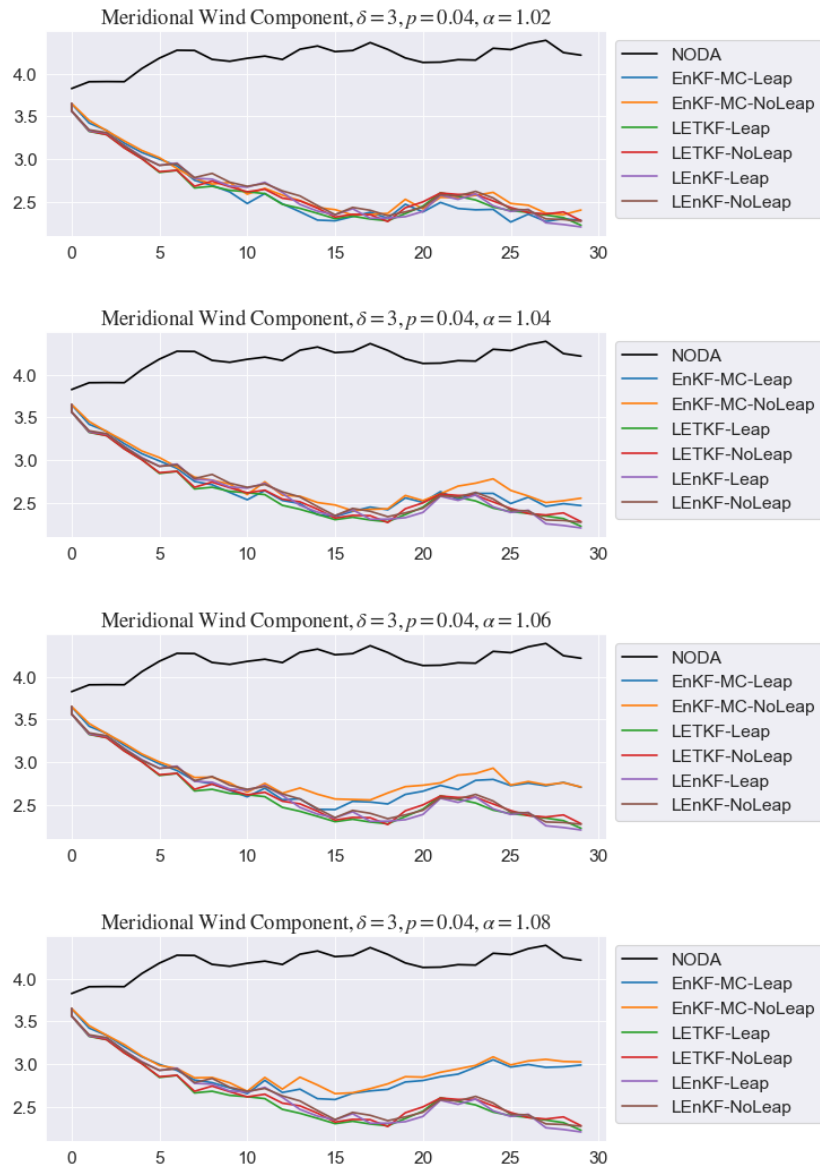 Meridional Wind Component, δ = 3, p = 0.04, α = 1.02
4.0
3.5
3.0
2.5
0 5 10 15 20 25 30
NODA
EnKF-MC-Leap
EnKF-MC-NoLeap
LETKF-Leap
LETKF-NoLeap
LEnKF-Leap
LEnKF-NoLeap
Meridional Wind Component, δ = 3, p = 0.04, α = 1.04
4.0
3.5
3.0
2.5
0 5 10 15 20 25 30
NODA
EnKF-MC-Leap
EnKF-MC-NoLeap
LETKF-Leap
LETKF-NoLeap
LEnKF-Leap
LEnKF-NoLeap
Meridional Wind Component, δ = 3, p = 0.04, α = 1.06
4.0
3.5
3.0
2.5
0 5 10 15 20 25 30
NODA
EnKF-MC-Leap
EnKF-MC-NoLeap
LETKF-Leap
LETKF-NoLeap
LEnKF-Leap
LEnKF-NoLeap
Meridional Wind Component, δ = 3, p = 0.04, α = 1.08
4.0
3.5
3.0
2.5
0 5 10 15 20 25 30
NODA
EnKF-MC-Leap
EnKF-MC-NoLeap
LETKF-Leap
LETKF-NoLeap
LEnKF-Leap
LEnKF-NoLeap